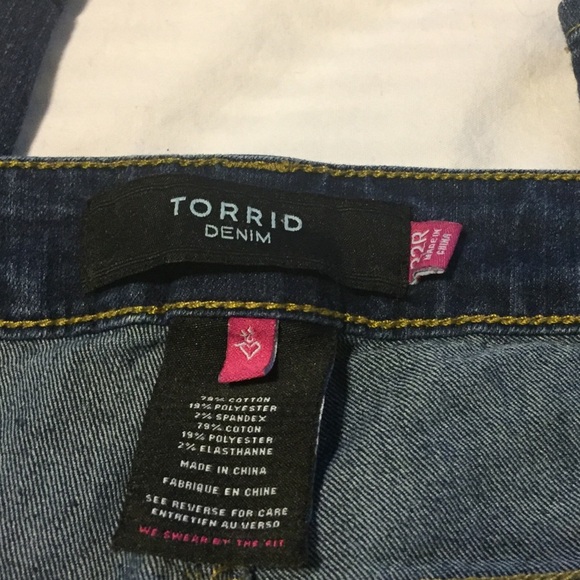 TORRID
DENIM
22R
MADE IN
CHINA
79% COTTON
19% POLYESTER
2% SPANDEX
79% COTON
19% POLYESTER
2% ELASTHANNE
MADE IN CHINA
FABRIQUE EN CHINE
SEE REVERSE FOR CARE
ENTRETIEN AU VERSO
WE SWEAR BY THE FIT